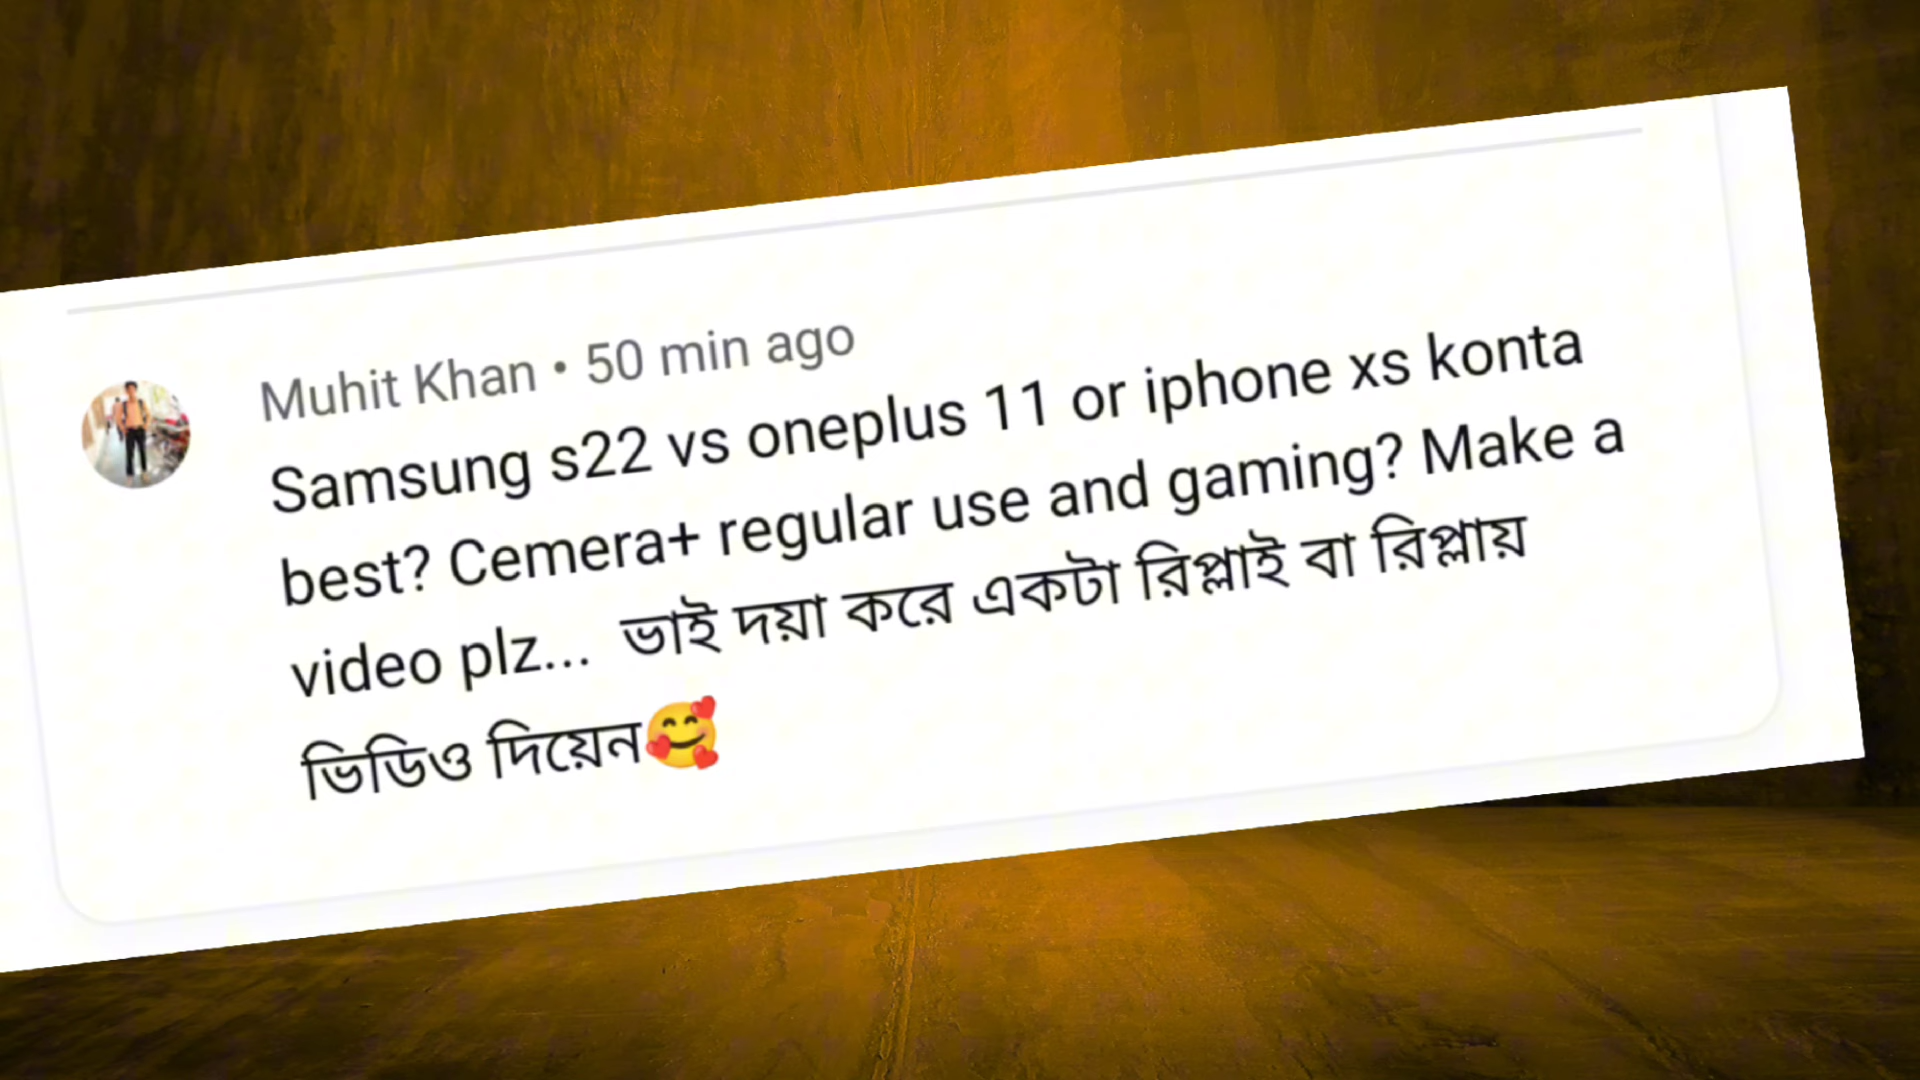 Muhit Khan • 50 min ago
Samsung s22 vs oneplus 11 or iphone xs konta
best? Cemera+ regular use and gaming? Make a
video plz... ভাই দয়া করে একটা রিপ্লাই বা রিপ্লায়
ভিডিও দিয়েন🥰